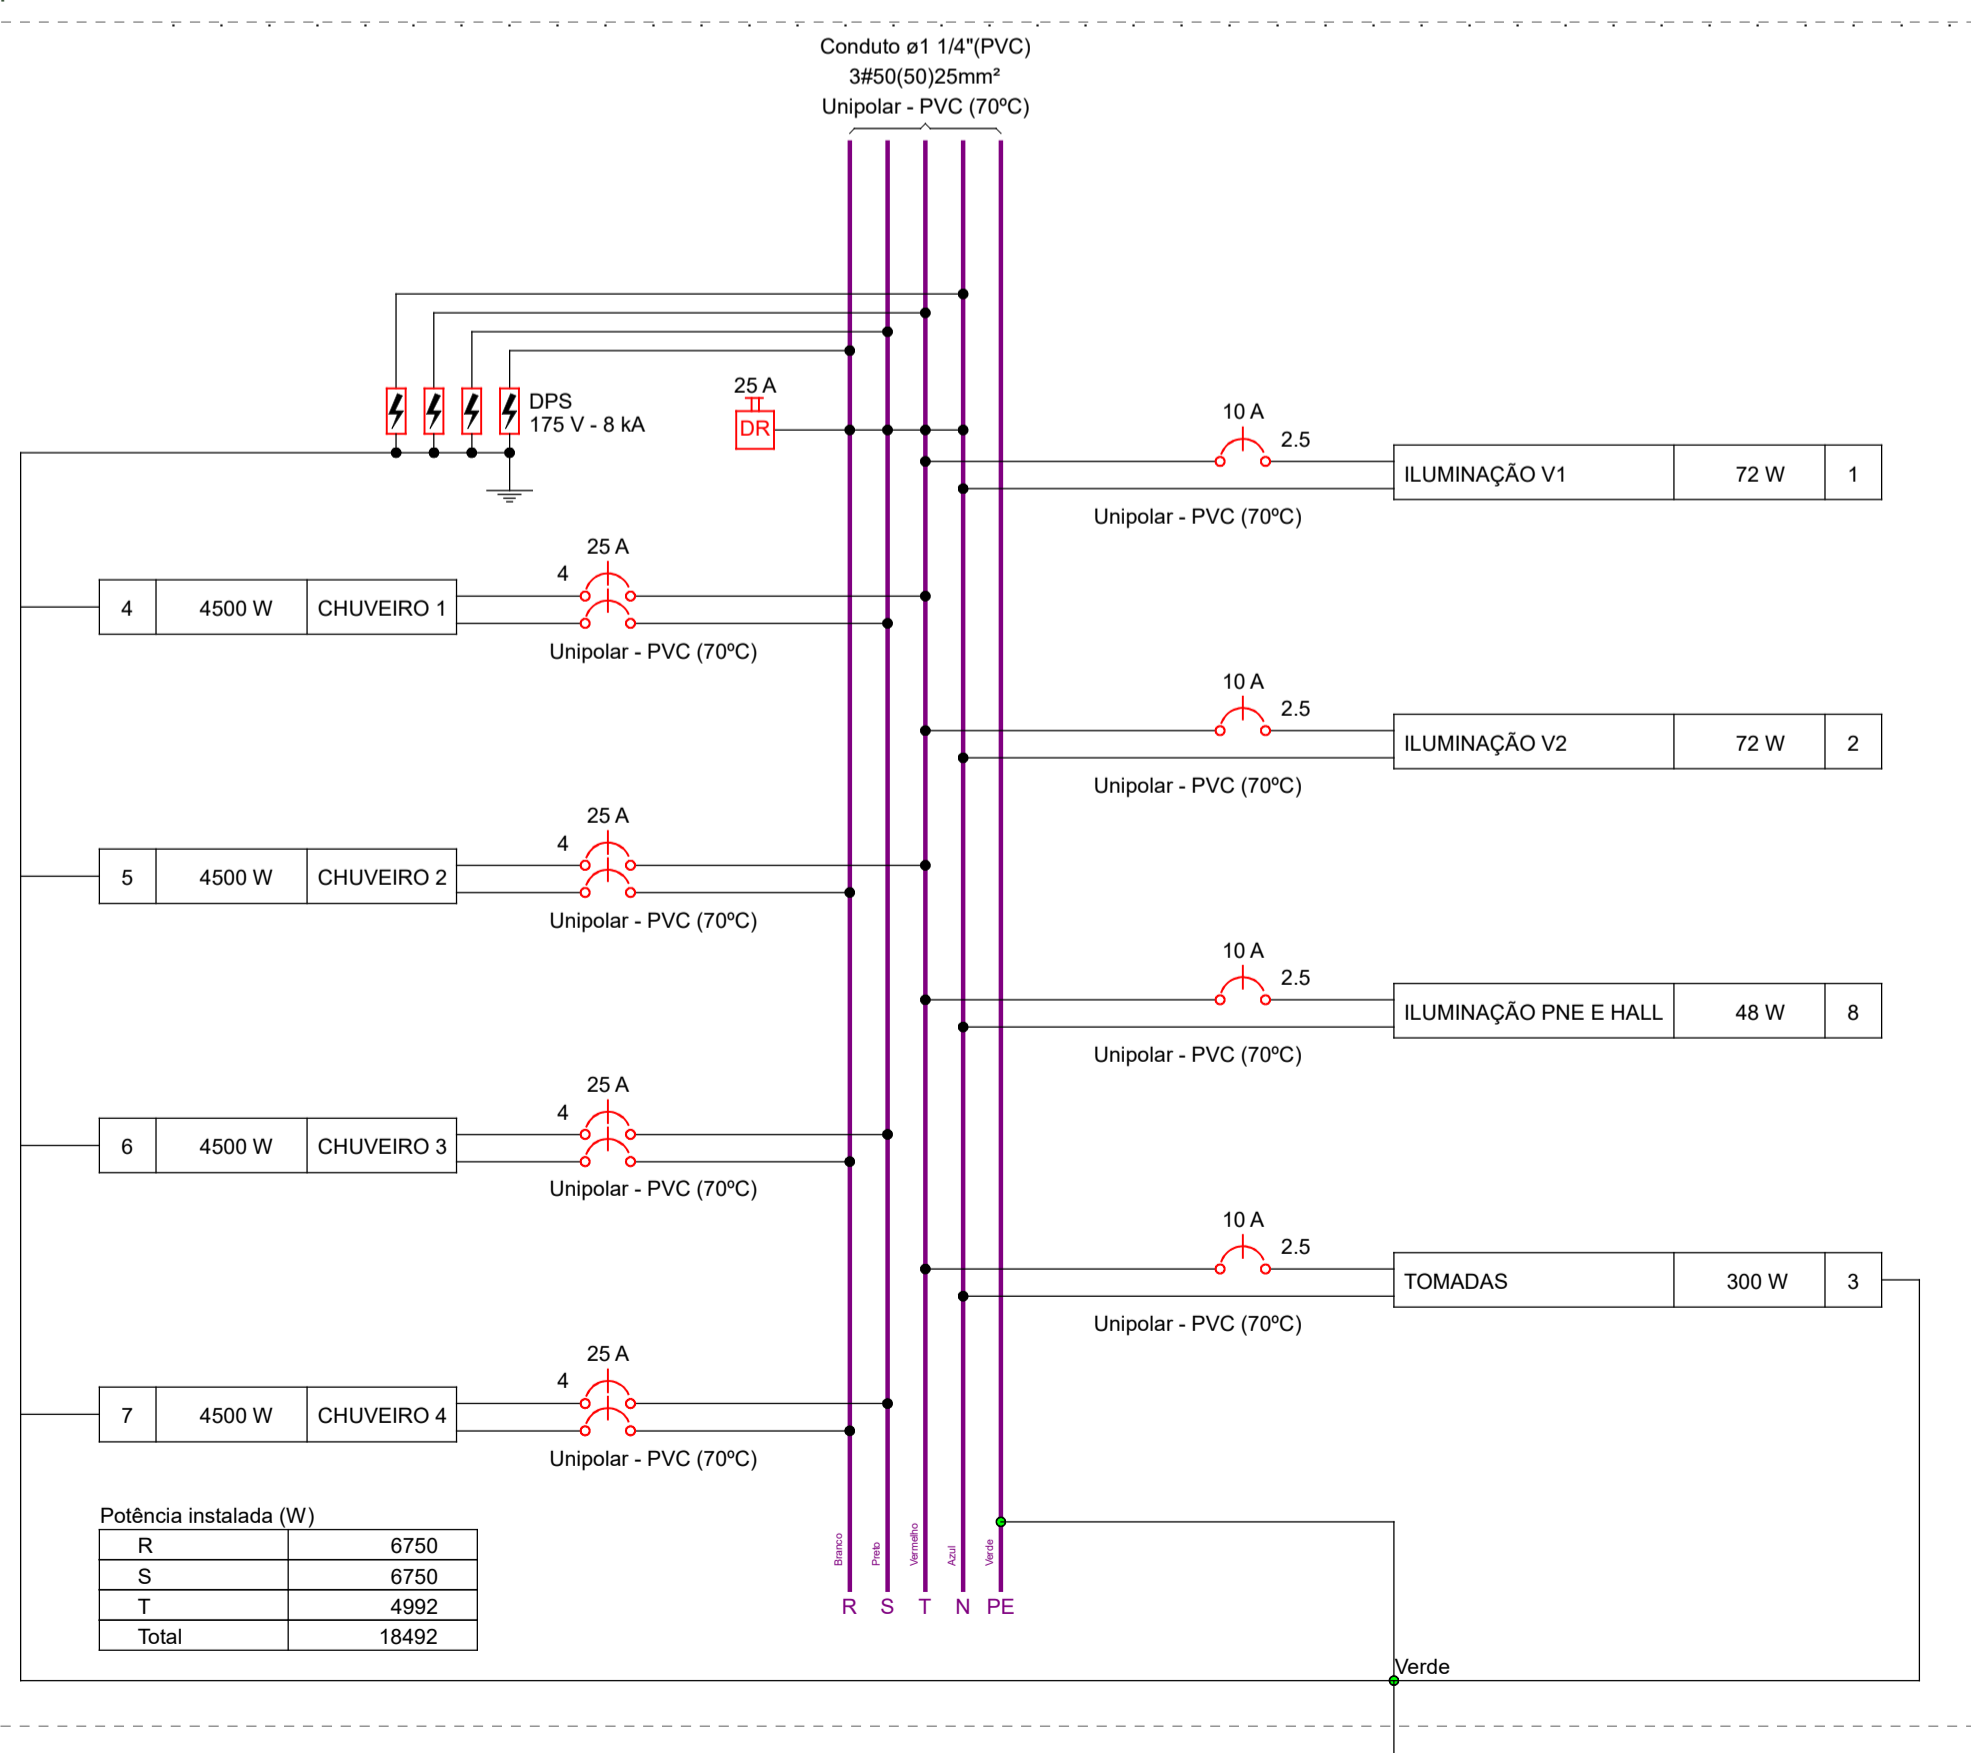 Conduto ø1 1/4"(PVC)
3#50(50)25mm²
Unipolar - PVC (70ºC)
DPS
175 V - 8 kA
25 A
DR
10 A
2.5
ILUMINAÇÃO V1 72 W 1
Unipolar - PVC (70ºC)
25 A
4
4 4500 W CHUVEIRO 1
Unipolar - PVC (70ºC)
10 A
2.5
ILUMINAÇÃO V2 72 W 2
Unipolar - PVC (70ºC)
25 A
4
5 4500 W CHUVEIRO 2
Unipolar - PVC (70ºC)
10 A
2.5
ILUMINAÇÃO PNE E HALL 48 W 8
Unipolar - PVC (70ºC)
25 A
4
6 4500 W CHUVEIRO 3
Unipolar - PVC (70ºC)
10 A
2.5
TOMADAS 300 W 3
Unipolar - PVC (70ºC)
25 A
4
7 4500 W CHUVEIRO 4
Unipolar - PVC (70ºC)
Potência instalada (W)
R 6750
S 6750
T 4992
Total 18492
Branco
Preto
Vermelho
Azul
Verde
R S T N PE
Verde